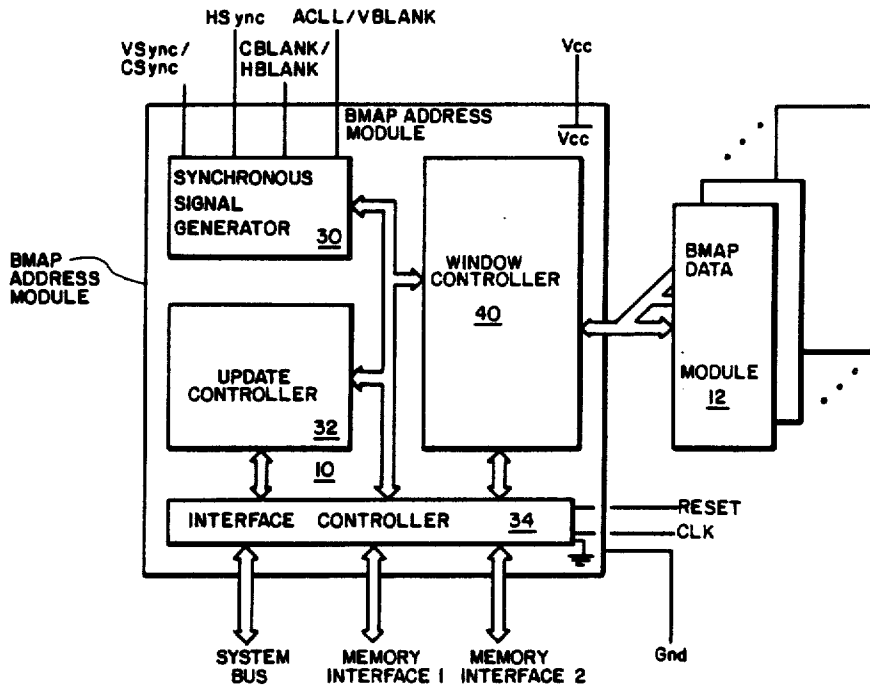 HSync
ACLL/VBLANK
VSync/
CSync
CBLANK/
HBLANK
Vcc
BMAP ADDRESS
MODULE
Vcc
SYNCHRONOUS
SIGNAL
GENERATOR
30
BMAP
ADDRESS
MODULE
WINDOW
CONTROLLER
40
BMAP
DATA
MODULE
12
UPDATE
CONTROLLER
32
10
INTERFACE CONTROLLER 34
RESET
CLK
SYSTEM
BUS
MEMORY
INTERFACE 1
MEMORY
INTERFACE 2
Gnd